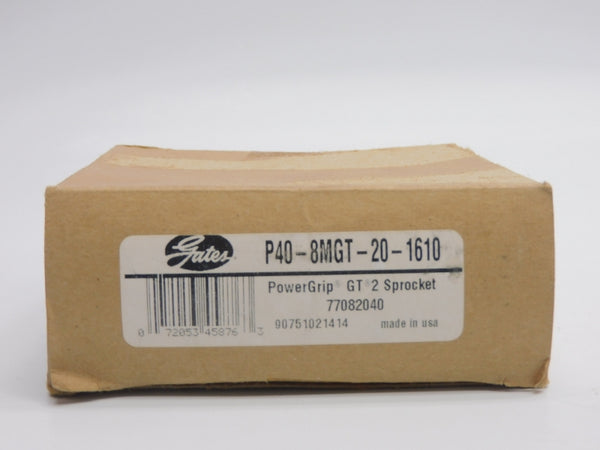 Gates
P40-8MGT-20-1610
PowerGrip® GT®2 Sprocket
77082040
0 72053 45876 3
90751021414 made in usa